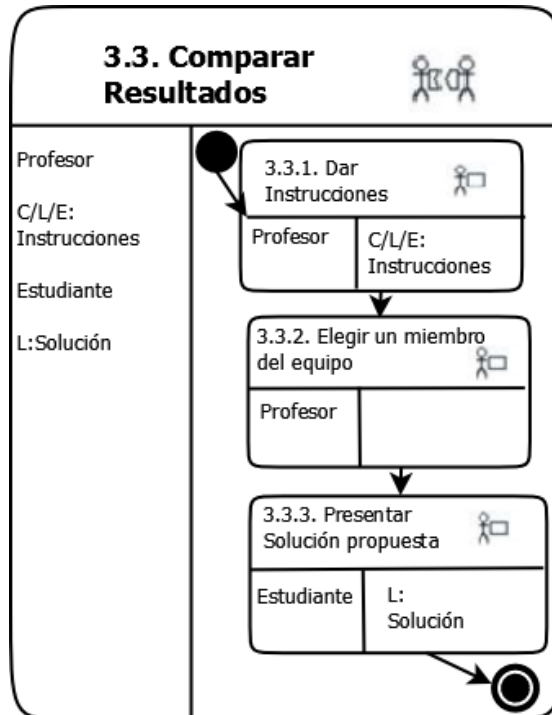 3.3. Comparar
Resultados
Profesor
C/L/E:
Instrucciones
Estudiante
L:Solución
3.3.1. Dar
Instrucciones
Profesor
C/L/E:
Instrucciones
3.3.2. Elegir un miembro
del equipo
Profesor
3.3.3. Presentar
Solución propuesta
Estudiante
L:
Solución